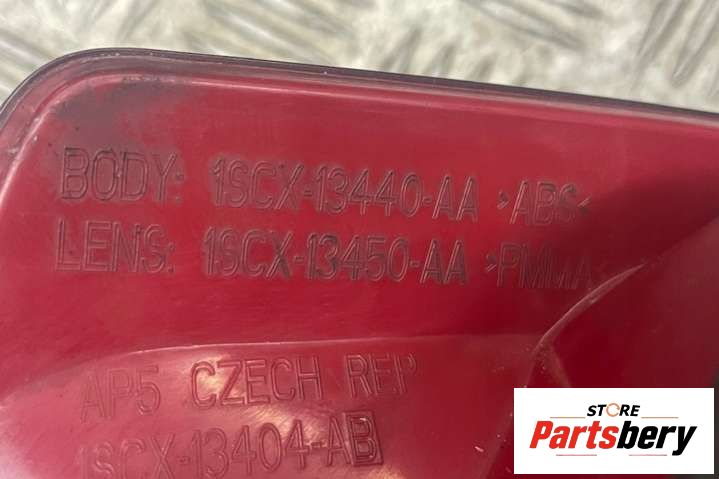 BODY: 1SCX-13440-AA >ABS<
LENS: 1SCX-13450-AA >PMMA
AP5 CZECH REP
1SCX-13404-AB
STORE
Partsbery